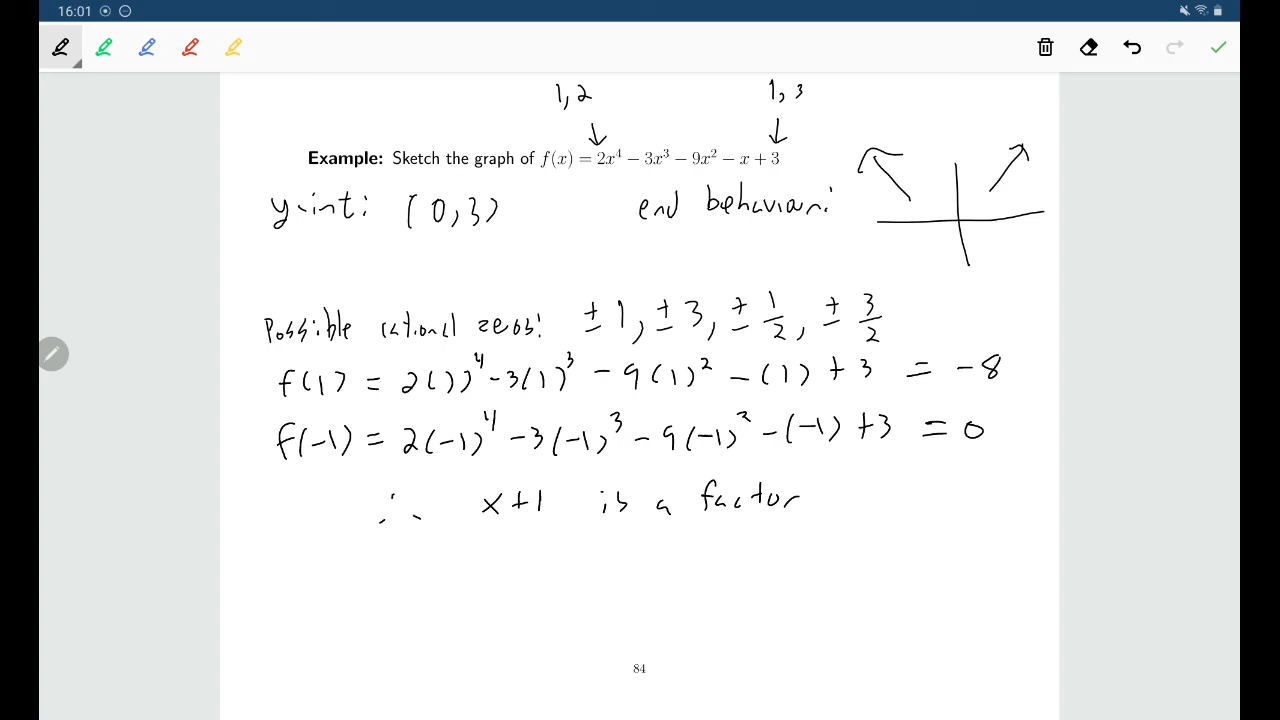 16:01
1, 2 1, 3
Example: Sketch the graph of f(x) = 2x⁴ − 3x³ − 9x² − x + 3
y-int: (0, 3) end behavior:
Possible rational zeos: ± 1, ± 3, ± 1/2, ± 3/2
f(1) = 2(1)⁴ -3(1)³ - 9(1)² - (1) + 3 = -8
f(-1) = 2(-1)⁴ -3(-1)³ - 9(-1)² - (-1) + 3 = 0
∴ x+1 is a factor
84